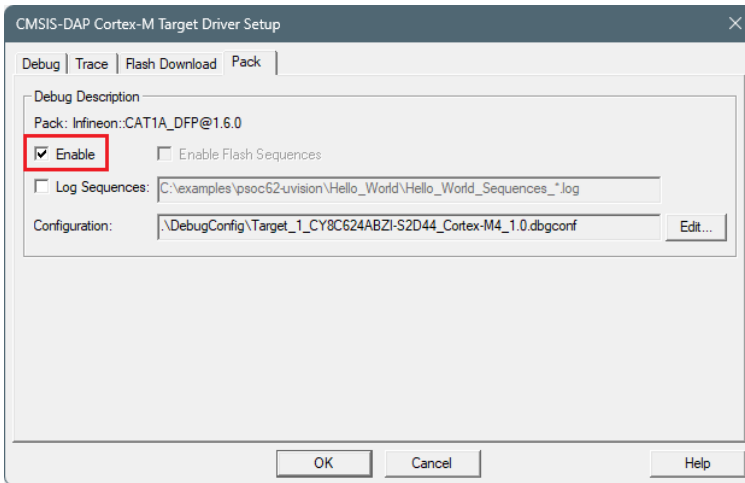 CMSIS-DAP Cortex-M Target Driver Setup
Debug Trace Flash Download Pack
Debug Description
Pack: Infineon::CAT1A_DFP@1.6.0
Enable Enable Flash Sequences
Log Sequences: C:\examples\psoc62-uvision\Hello_World\Hello_World_Sequences_*.log
Configuration: .\DebugConfig\Target_1_CY8C624ABZI-S2D44_Cortex-M4_1.0.dbgconf Edit...
OK Cancel Help